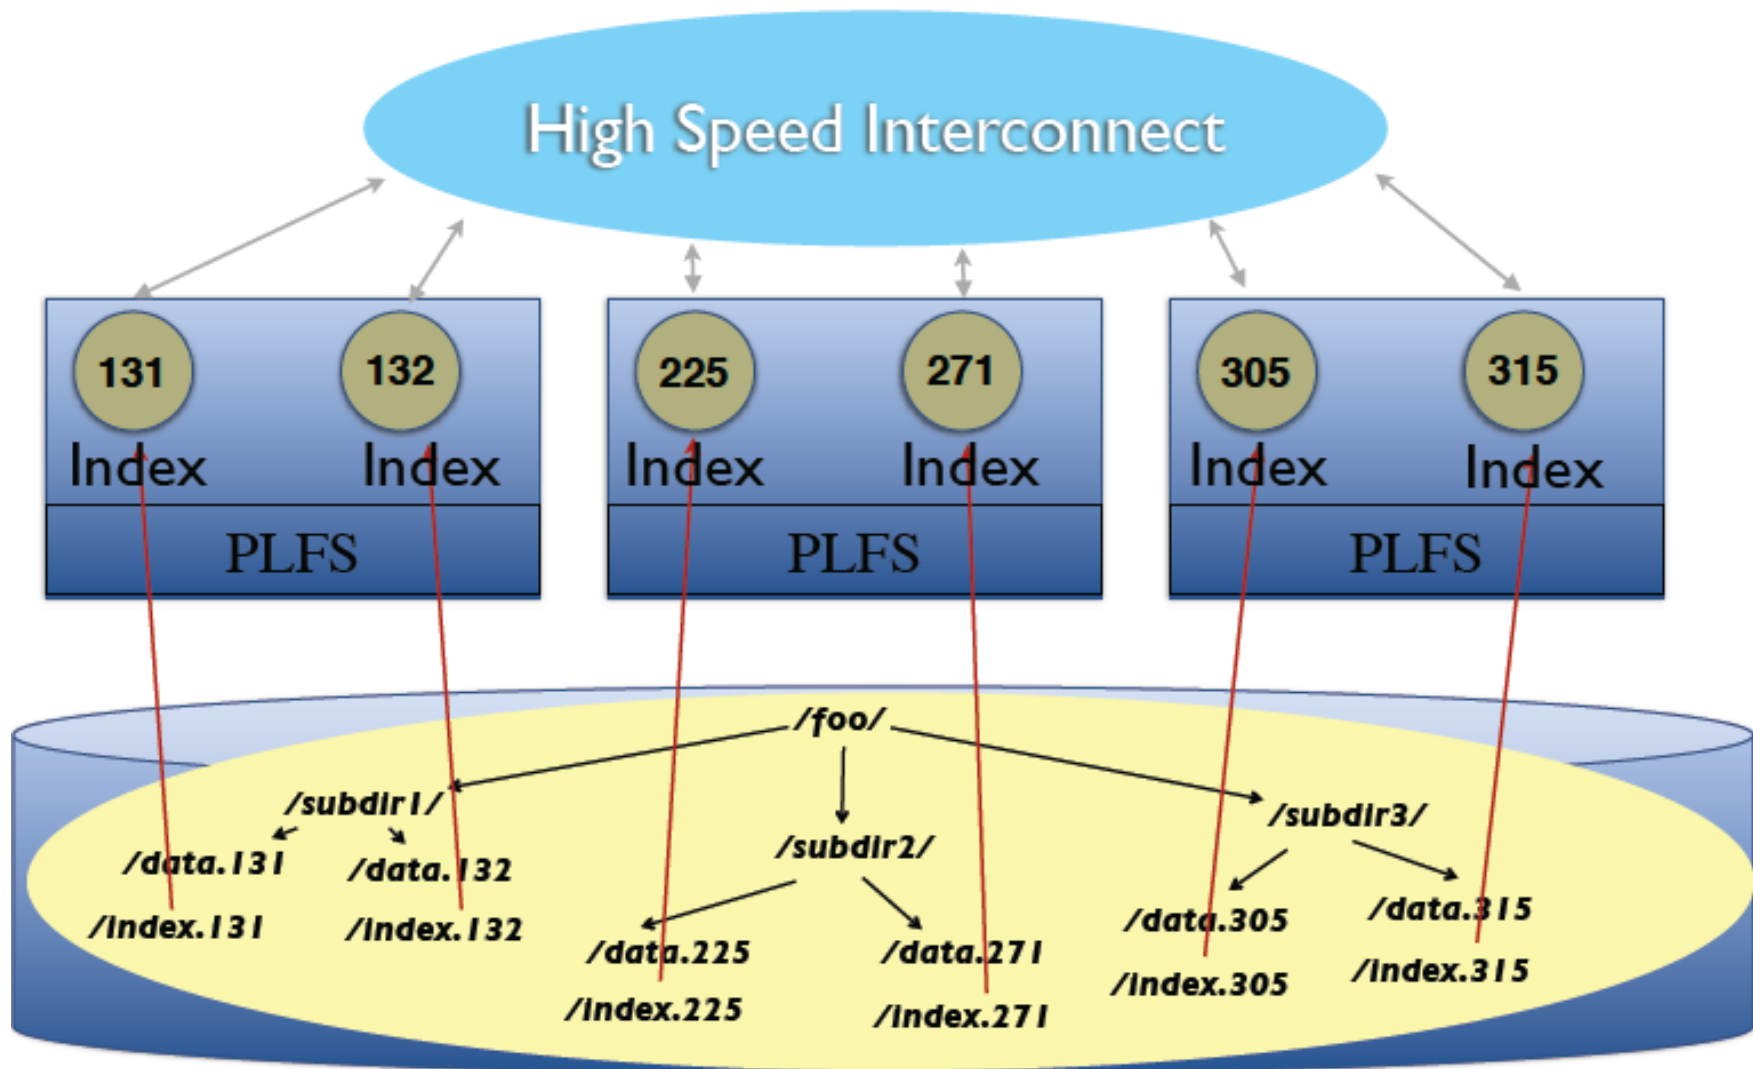 High Speed Interconnect
131 132 225 271 305 315
Index Index Index Index Index Index
PLFS PLFS PLFS
/foo/
/subdir1/ /subdir2/ /subdir3/
/data.131 /data.132 /data.225 /data.271 /data.305 /data.315
/index.131 /index.132 /index.225 /index.271 /index.305 /index.315